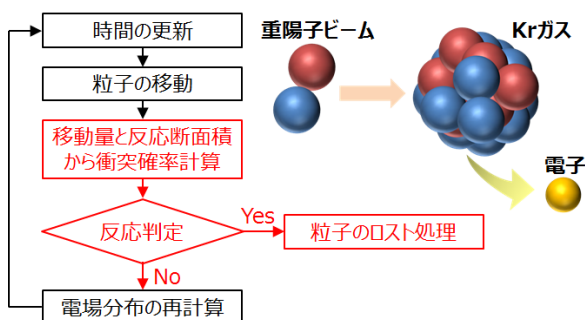 時間の更新
粒子の移動
移動量と反応断面積
から衝突確率計算
反応判定
Yes
粒子のロスト処理
No
電場分布の再計算
重陽子ビーム
Krガス
電子